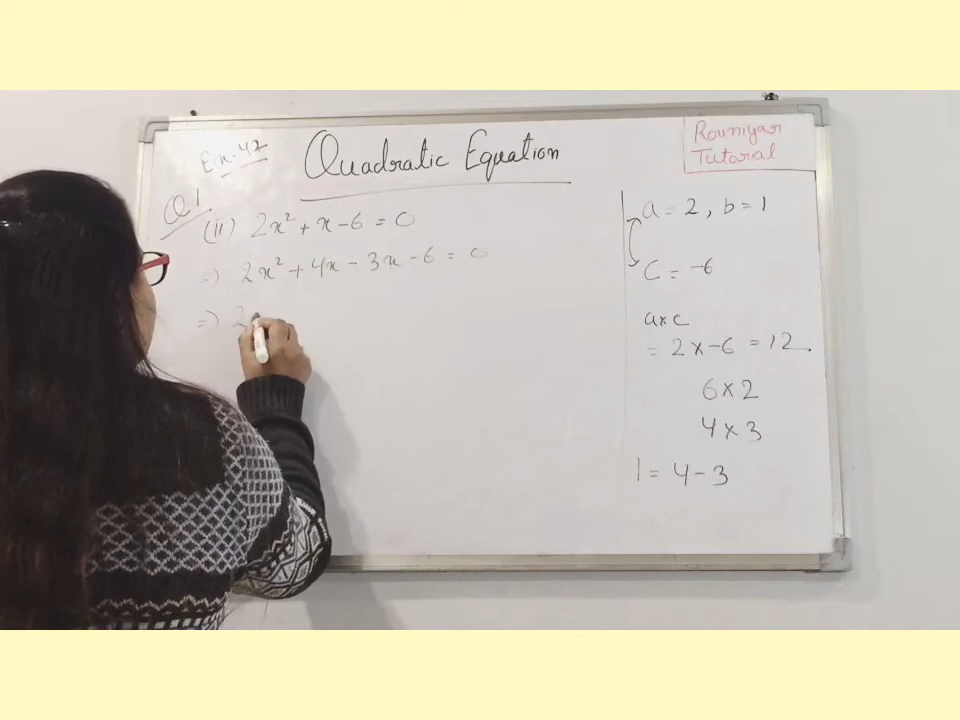 Ex-4.2
Quadratic Equation
Rouniyar
Tutorial
Q1
(ii) 2x² + x - 6 = 0
=) 2x² + 4x - 3x - 6 = 0
=) 2
a = 2, b = 1
C = -6
a×c
= 2 × -6 = 12
6 × 2
4 × 3
1 = 4 - 3